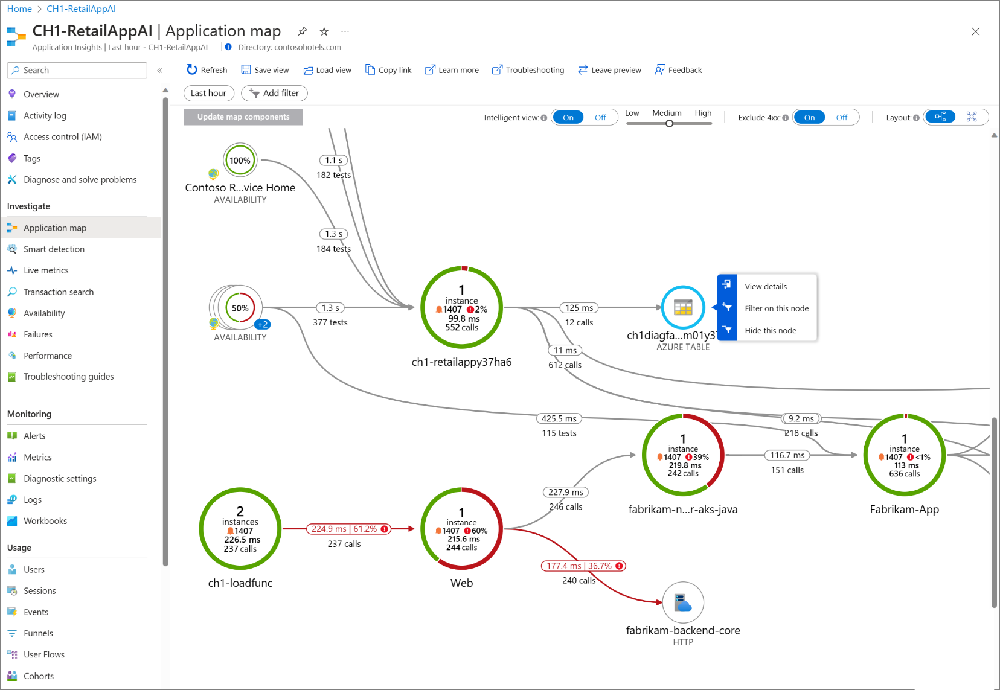 Home > CH1-RetailAppAI
CH1-RetailAppAI | Application map
Application Insights | Last hour - CH1-RetailAppAI
Directory: contosohotels.com
Search
Refresh
Save view
Load view
Copy link
Learn more
Troubleshooting
Leave preview
Feedback
Last hour
Add filter
Update map components
Intelligent view:
On
Off
Low
Medium
High
Exclude 4xx:
On
Off
Layout:
Overview
Activity log
Access control (IAM)
Tags
Diagnose and solve problems
Investigate
Application map
Smart detection
Live metrics
Transaction search
Availability
Failures
Performance
Troubleshooting guides
Monitoring
Alerts
Metrics
Diagnostic settings
Logs
Workbooks
Usage
Users
Sessions
Events
Funnels
User Flows
Cohorts
100%
Contoso R...vice Home
AVAILABILITY
1.1 s
182 tests
1.3 s
184 tests
50%
+2
AVAILABILITY
1.3 s
377 tests
1
instance
1407 2%
99.8 ms
552 calls
ch1-retailappy37ha6
125 ms
12 calls
11 ms
612 calls
ch1diagfa...m01y37
AZURE TABLE
View details
Filter on this node
Hide this node
425.5 ms
115 tests
9.2 ms
218 calls
1
instance
1407 39%
219.8 ms
242 calls
fabrikam-n...r-aks-java
116.7 ms
151 calls
1
instance
1407 <1%
113 ms
636 calls
Fabrikam-App
227.9 ms
246 calls
2
instances
1407
226.5 ms
237 calls
ch1-loadfunc
224.9 ms | 61.2%
237 calls
1
instance
1407 60%
215.6 ms
244 calls
Web
177.4 ms | 36.7%
240 calls
fabrikam-backend-core
HTTP